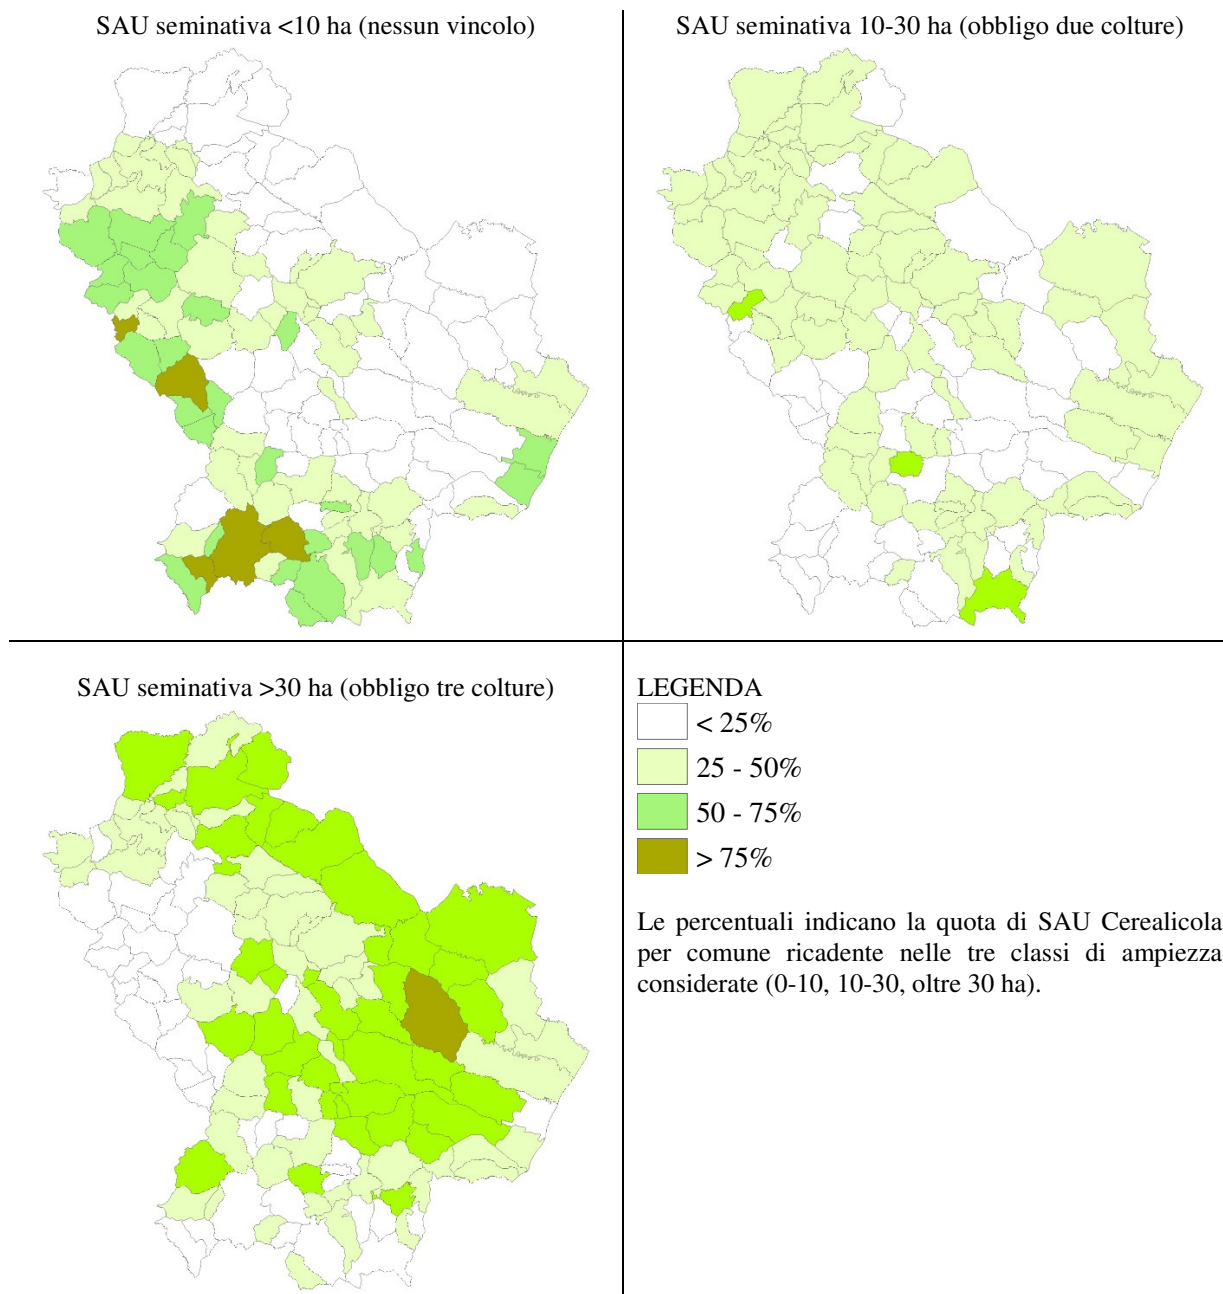 SAU seminativa <10 ha (nessun vincolo)
SAU seminativa 10-30 ha (obbligo due colture)
SAU seminativa >30 ha (obbligo tre colture)
LEGENDA
< 25%
25 - 50%
50 - 75%
> 75%
Le percentuali indicano la quota di SAU Cerealicola
per comune ricadente nelle tre classi di ampiezza
considerate (0-10, 10-30, oltre 30 ha).